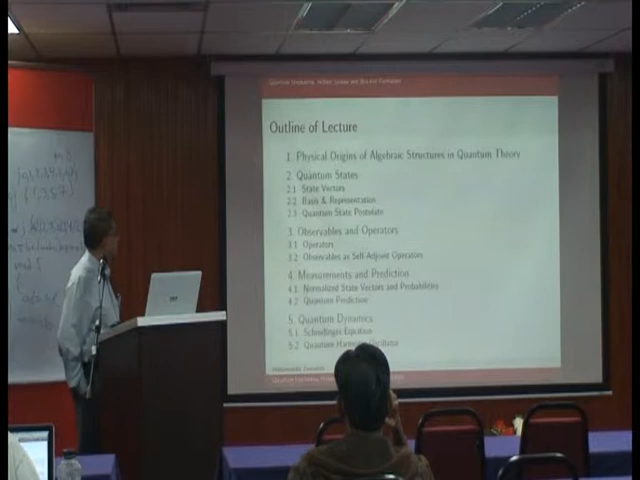 Outline of Lecture
1. Physical Origins of Algebraic Structures in Quantum Theory
2. Quantum States
2.1 State Vectors
2.2 Basis & Representation
2.3 Quantum State Postulate
3. Observables and Operators
3.1 Operators
3.2 Observables as Self-Adjoint Operators
4. Measurements and Prediction
4.1 Normalized State Vectors and Probabilities
4.2 Quantum Prediction
5. Quantum Dynamics
5.1 Schrodinger Equation
5.2 Quantum Harmonic Oscillator